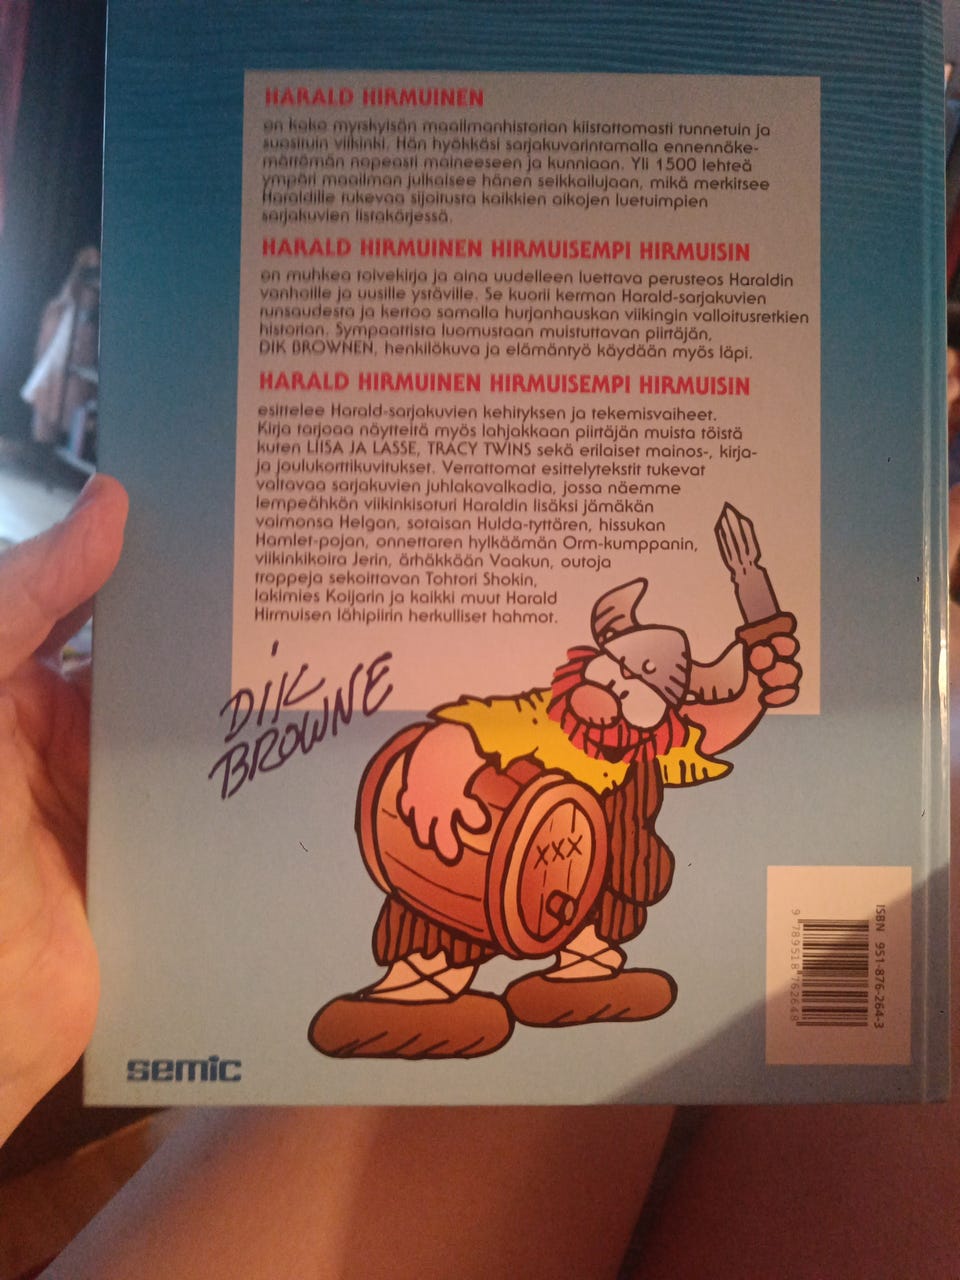 HARALD HIRMUINEN
on koko myrskyisän maailmanhistorian kiistattomasti tunnetuin ja
suosituin viikinki. Hän hyökkäsi sarjakuvarintamalla ennennäke-
mättömän nopeasti maineeseen ja kunniaan. Yli 1500 lehteä
ympäri maailman julkaisee hänen seikkailujaan, mikä merkitsee
Haraldille tukevaa sijoitusta kaikkien aikojen luetuimpien
sarjakuvien listakärjessä.
HARALD HIRMUINEN HIRMUISEMPI HIRMUISIN
on muhkea toivekirja ja aina uudelleen luettava perusteos Haraldin
vanhoille ja uusille ystäville. Se kuorii kerman Harald-sarjakuvien
runsaudesta ja kertoo samalla hurjanhauskan viikingin valloitusretkien
historian. Sympaattista luomustaan muistuttavan piirtäjän,
DIK BROWNEN, henkilökuva ja elämäntyö käydään myös läpi.
HARALD HIRMUINEN HIRMUISEMPI HIRMUISIN
esittelee Harald-sarjakuvien kehityksen ja tekemisvaiheet.
Kirja tarjoaa näytteitä myös lahjakkaan piirtäjän muista töistä
kuten LIISA JA LASSE, TRACY TWINS sekä erilaiset mainos-, kirja-
ja joulukorttikuvitukset. Verrattomat esittelytekstit tukevat
valtavaa sarjakuvien juhlakavalkadia, jossa näemme
lempeähkön viikinkisoturi Haraldin lisäksi jämäkän
vaimonsa Helgan, sotaisan Hulda-tyttären, hissukan
Hamlet-pojan, onnettaren hylkäämän Orm-kumppanin,
viikinkikoira Jerin, ärhäkkään Vaakun, outoja
troppeja sekoittavan Tohtori Shokin,
lakimies Koijarin ja kaikki muut Harald
Hirmuisen lähipiirin herkulliset hahmot.
DIK
BROWNE
XXX
ISBN 951-876-264-3
9 789518 762648
semic